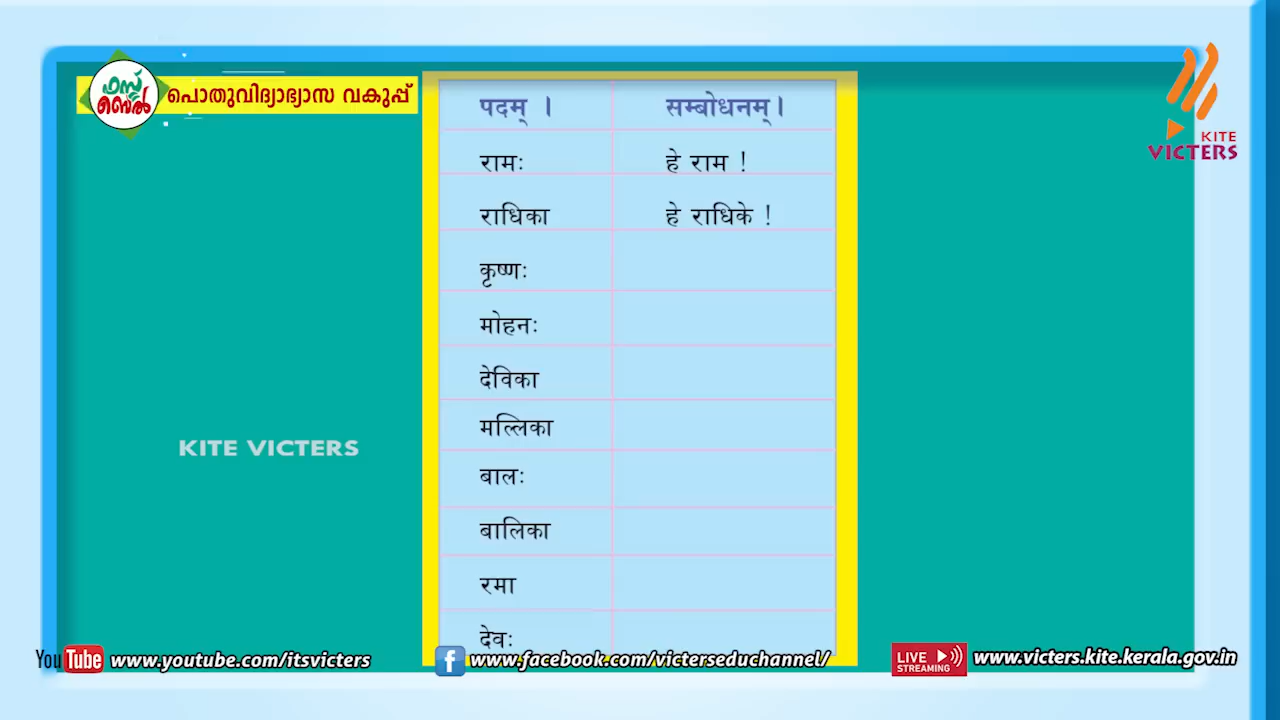 ഫസ്റ്റ്
ബെൽ
പൊതുവിദ്യാഭ്യാസ വകുപ്പ്
KITE
VICTERS
पदम् । सम्बोधनम्।
रामः हे राम !
राधिका हे राधिके !
कृष्णः
मोहनः
देविका
मल्लिका
KITE VICTERS
बालः
बालिका
रमा
देवः
YouTube www.youtube.com/itsvicters
f www.facebook.com/victerseduchannel/
LIVE
STREAMING
www.victers.kite.kerala.gov.in